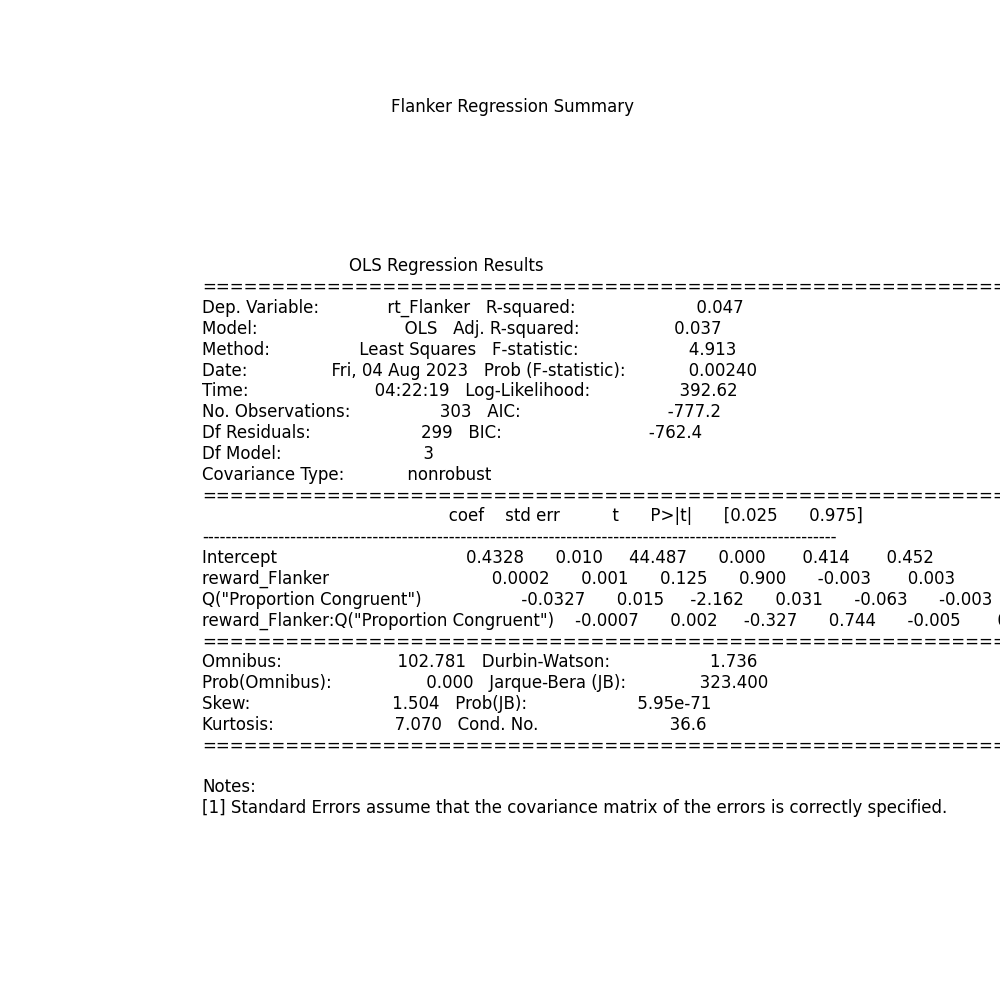 Flanker Regression Summary
OLS Regression Results
==============================================================================
Dep. Variable: rt_Flanker R-squared: 0.047
Model: OLS Adj. R-squared: 0.037
Method: Least Squares F-statistic: 4.913
Date: Fri, 04 Aug 2023 Prob (F-statistic): 0.00240
Time: 04:22:19 Log-Likelihood: 392.62
No. Observations: 303 AIC: -777.2
Df Residuals: 299 BIC: -762.4
Df Model: 3
Covariance Type: nonrobust
==============================================================================
coef std err t P>|t| [0.025 0.975]
--------------------------------------------------------------------------------------------------------------
Intercept 0.4328 0.010 44.487 0.000 0.414 0.452
reward_Flanker 0.0002 0.001 0.125 0.900 -0.003 0.003
Q("Proportion Congruent") -0.0327 0.015 -2.162 0.031 -0.063 -0.003
reward_Flanker:Q("Proportion Congruent") -0.0007 0.002 -0.327 0.744 -0.005
==============================================================================
Omnibus: 102.781 Durbin-Watson: 1.736
Prob(Omnibus): 0.000 Jarque-Bera (JB): 323.400
Skew: 1.504 Prob(JB): 5.95e-71
Kurtosis: 7.070 Cond. No. 36.6
==============================================================================
Notes:
[1] Standard Errors assume that the covariance matrix of the errors is correctly specified.